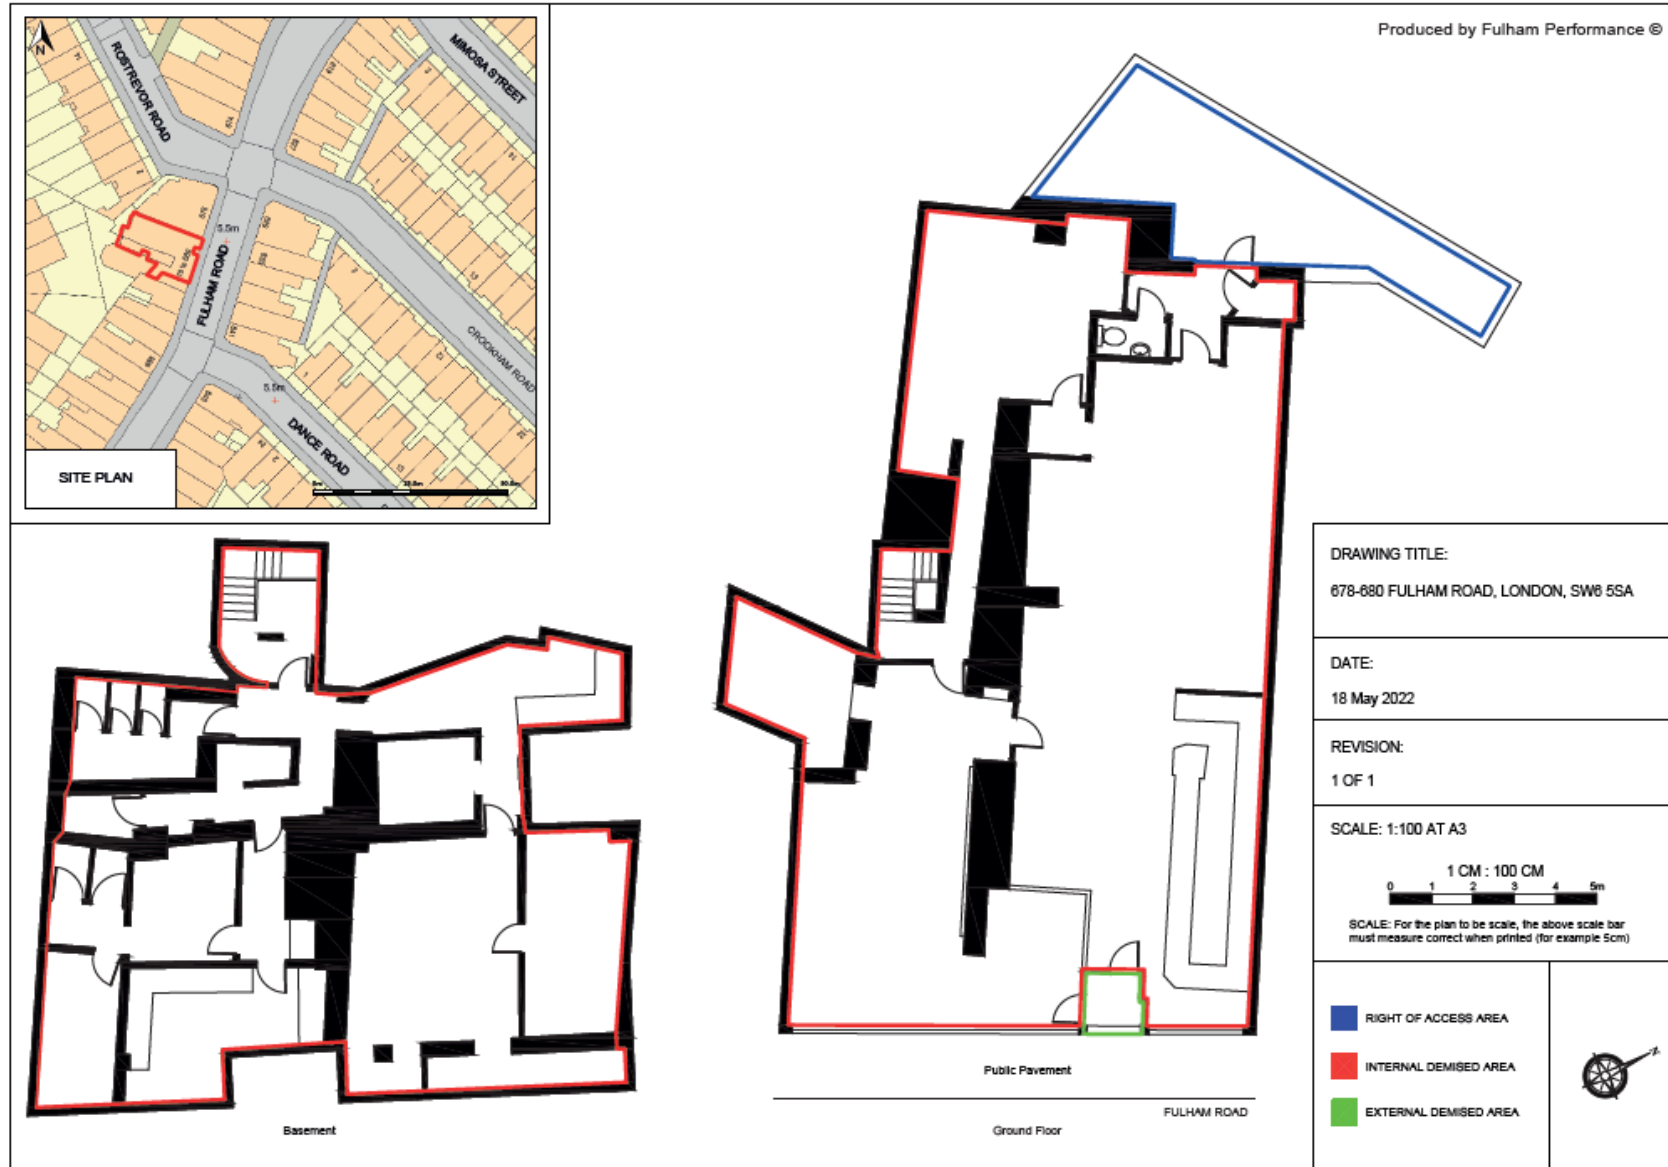 Produced by Fulham Performance ©
N
ROSTREVOR ROAD
MIMOSA STREET
FULHAM ROAD
5.5m
CROOKHAM ROAD
5.5m
DANCE ROAD
SITE PLAN
DRAWING TITLE:
678-680 FULHAM ROAD, LONDON, SW6 5SA
DATE:
18 May 2022
REVISION:
1 OF 1
SCALE: 1:100 AT A3
1 CM : 100 CM
0 1 2 3 4 5m
SCALE: For the plan to be scale, the above scale bar
must measure correct when printed (for example 5cm)
RIGHT OF ACCESS AREA
INTERNAL DEMISED AREA
EXTERNAL DEMISED AREA
N
Public Pavement
FULHAM ROAD
Ground Floor
Basement